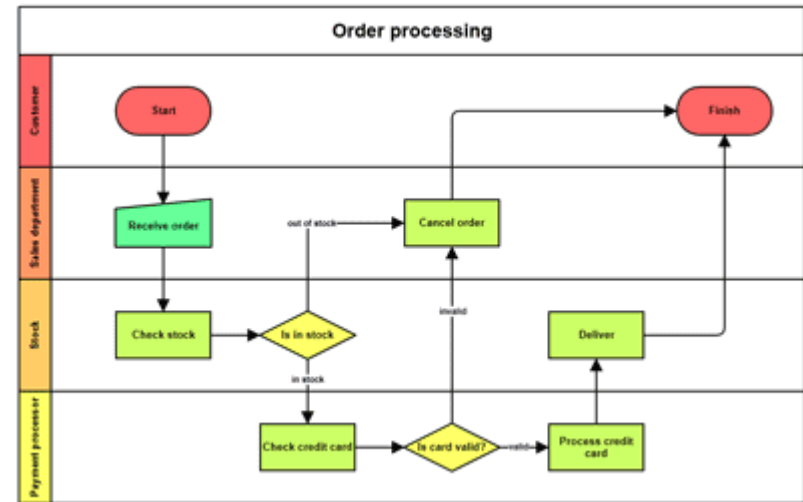 Order processing
Customer
Start
Finish
Sales department
Receive order
out of stock
Cancel order
Stock
Check stock
Is in stock
invalid
Deliver
in stock
Payment processor
Check credit card
Is card valid?
valid
Process credit
card